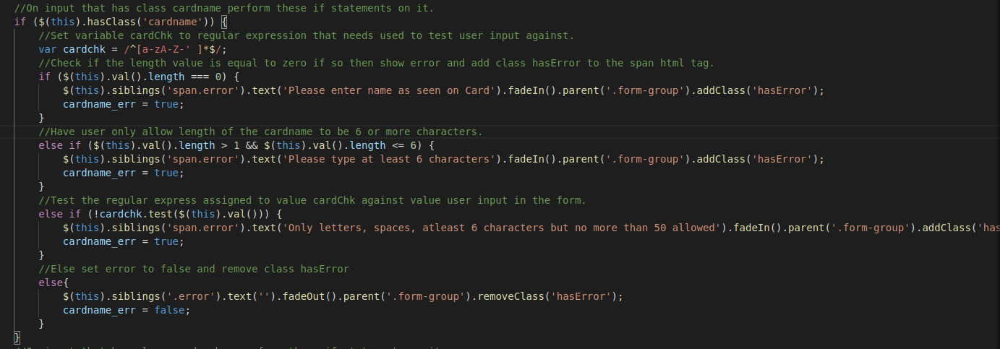 //On input that has class cardname perform these if statements on it.
if ($(this).hasClass('cardname')) {
//Set variable cardChk to regular expression that needs used to test user input against.
var cardchk = /^[a-zA-Z-' ]*$/;
//Check if the length value is equal to zero if so then show error and add class hasError to the span html tag.
if ($(this).val().length === 0) {
$(this).siblings('span.error').text('Please enter name as seen on Card').fadeIn().parent('.form-group').addClass('hasError');
cardname_err = true;
}
//Have user only allow length of the cardname to be 6 or more characters.
else if ($(this).val().length > 1 && $(this).val().length <= 6) {
$(this).siblings('span.error').text('Please type at least 6 characters').fadeIn().parent('.form-group').addClass('hasError');
cardname_err = true;
}
//Test the regular express assigned to value cardChk against value user input in the form.
else if (!cardchk.test($(this).val())) {
$(this).siblings('span.error').text('Only letters, spaces, atleast 6 characters but no more than 50 allowed').fadeIn().parent('.form-group').addClass('has
cardname_err = true;
}
//Else set error to false and remove class hasError
else{
$(this).siblings('.error').text('').fadeOut().parent('.form-group').removeClass('hasError');
cardname_err = false;
}
}